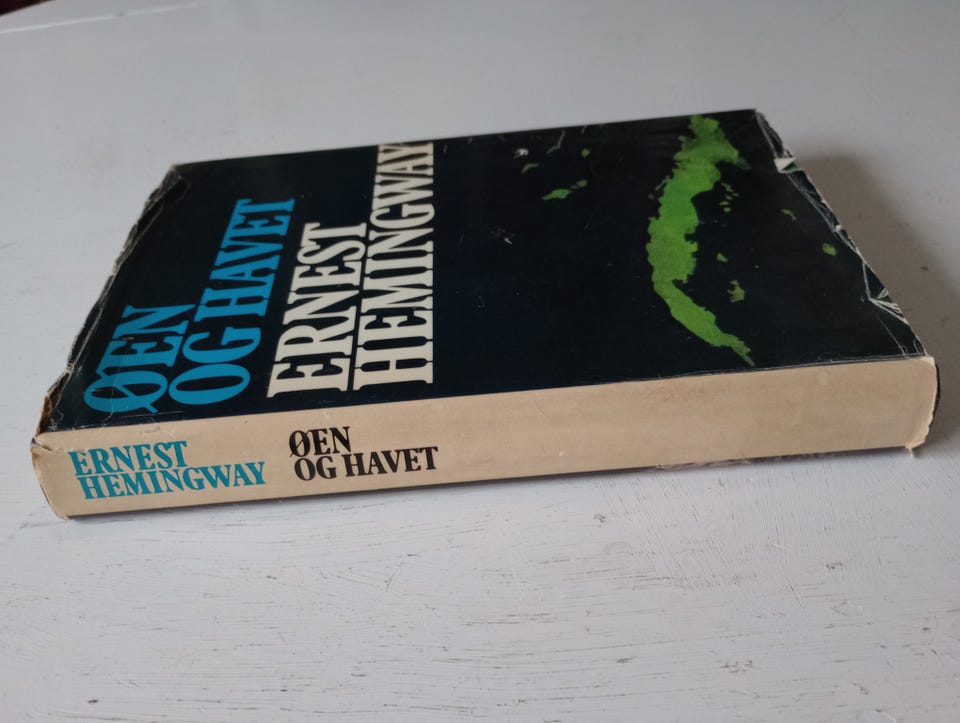 ØEN
OG HAVET
ERNEST
HEMINGWAY
ERNEST
HEMINGWAY
ØEN
OG HAVET